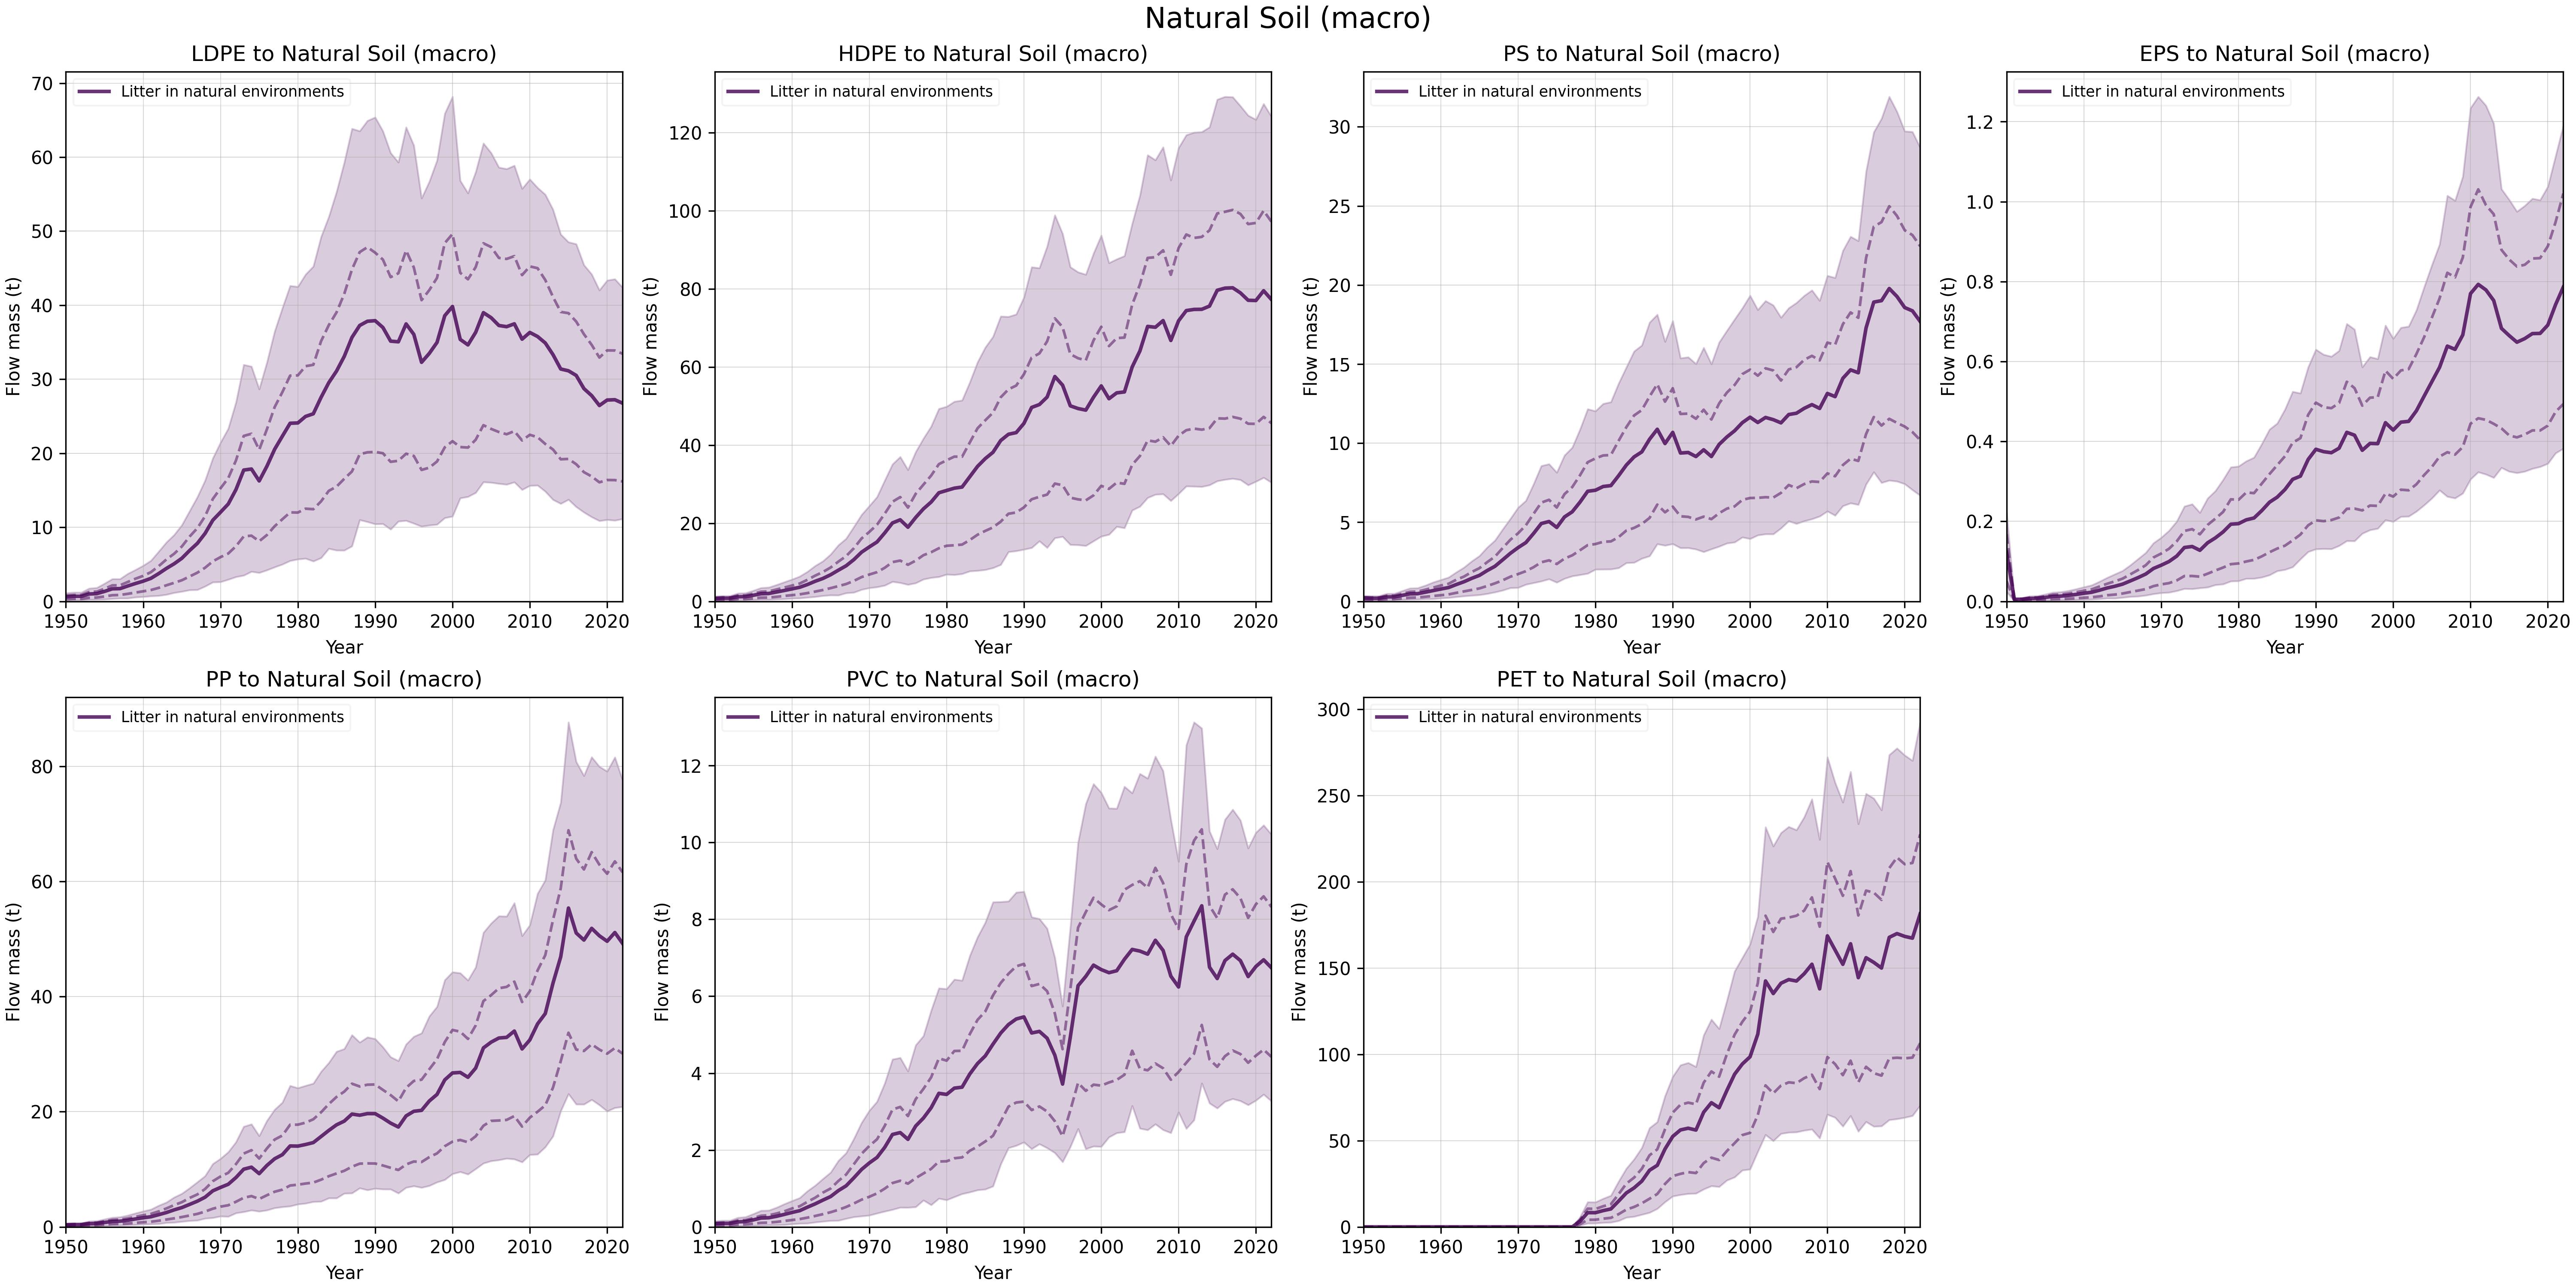 Natural Soil (macro)
LDPE to Natural Soil (macro)
Litter in natural environments
Flow mass (t)
70
60
50
40
30
20
10
0
1950 1960 1970 1980 1990 2000 2010 2020
Year
HDPE to Natural Soil (macro)
Litter in natural environments
Flow mass (t)
120
100
80
60
40
20
0
1950 1960 1970 1980 1990 2000 2010 2020
Year
PS to Natural Soil (macro)
Litter in natural environments
Flow mass (t)
30
25
20
15
10
5
0
1950 1960 1970 1980 1990 2000 2010 2020
Year
EPS to Natural Soil (macro)
Litter in natural environments
Flow mass (t)
1.2
1.0
0.8
0.6
0.4
0.2
0.0
1950 1960 1970 1980 1990 2000 2010 2020
Year
PP to Natural Soil (macro)
Litter in natural environments
Flow mass (t)
80
60
40
20
0
1950 1960 1970 1980 1990 2000 2010 2020
Year
PVC to Natural Soil (macro)
Litter in natural environments
Flow mass (t)
12
10
8
6
4
2
0
1950 1960 1970 1980 1990 2000 2010 2020
Year
PET to Natural Soil (macro)
Litter in natural environments
Flow mass (t)
300
250
200
150
100
50
0
1950 1960 1970 1980 1990 2000 2010 2020
Year